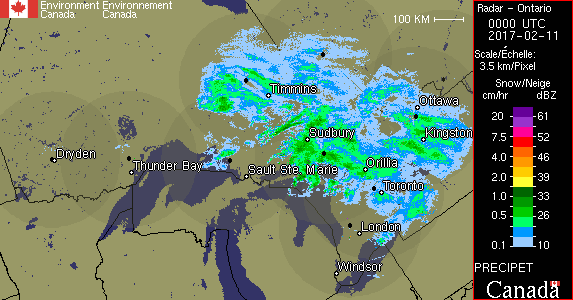 Environment Environnement
Canada Canada
100 KM
Timmins
Ottawa
Sudbury
Kingston
Dryden
Thunder Bay
Sault Ste. Marie
Orillia
Toronto
London
Windsor
Radar - Ontario
0000 UTC
2017-02-11
Scale/Échelle:
3.5 km/Pixel
Snow/Neige
cm/hr dBZ
20 61
7.5 52
4.0 46
2.0 39
1.0 33
0.5 26
0.1 10
PRECIPET
Canada